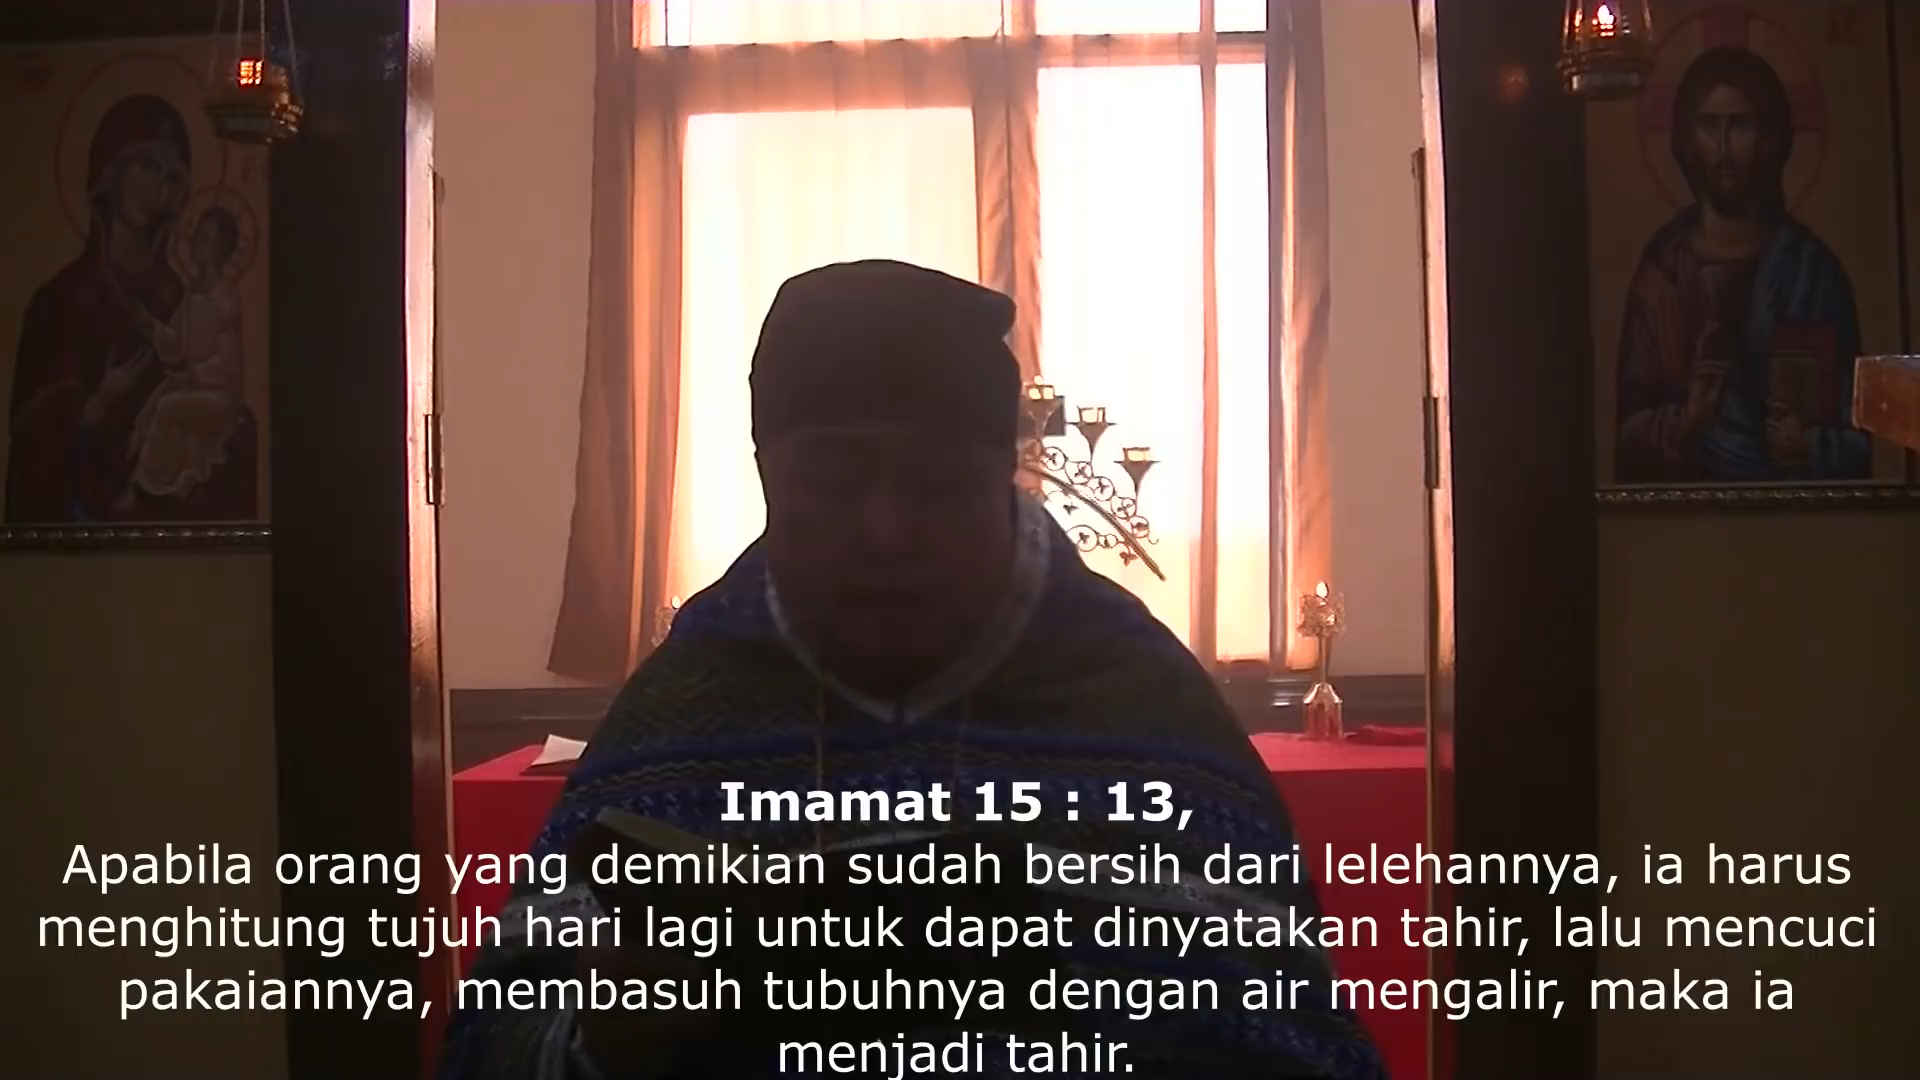 Imamat 15 : 13,
Apabila orang yang demikian sudah bersih dari lelehannya, ia harus
menghitung tujuh hari lagi untuk dapat dinyatakan tahir, lalu mencuci
pakaiannya, membasuh tubuhnya dengan air mengalir, maka ia
menjadi tahir.